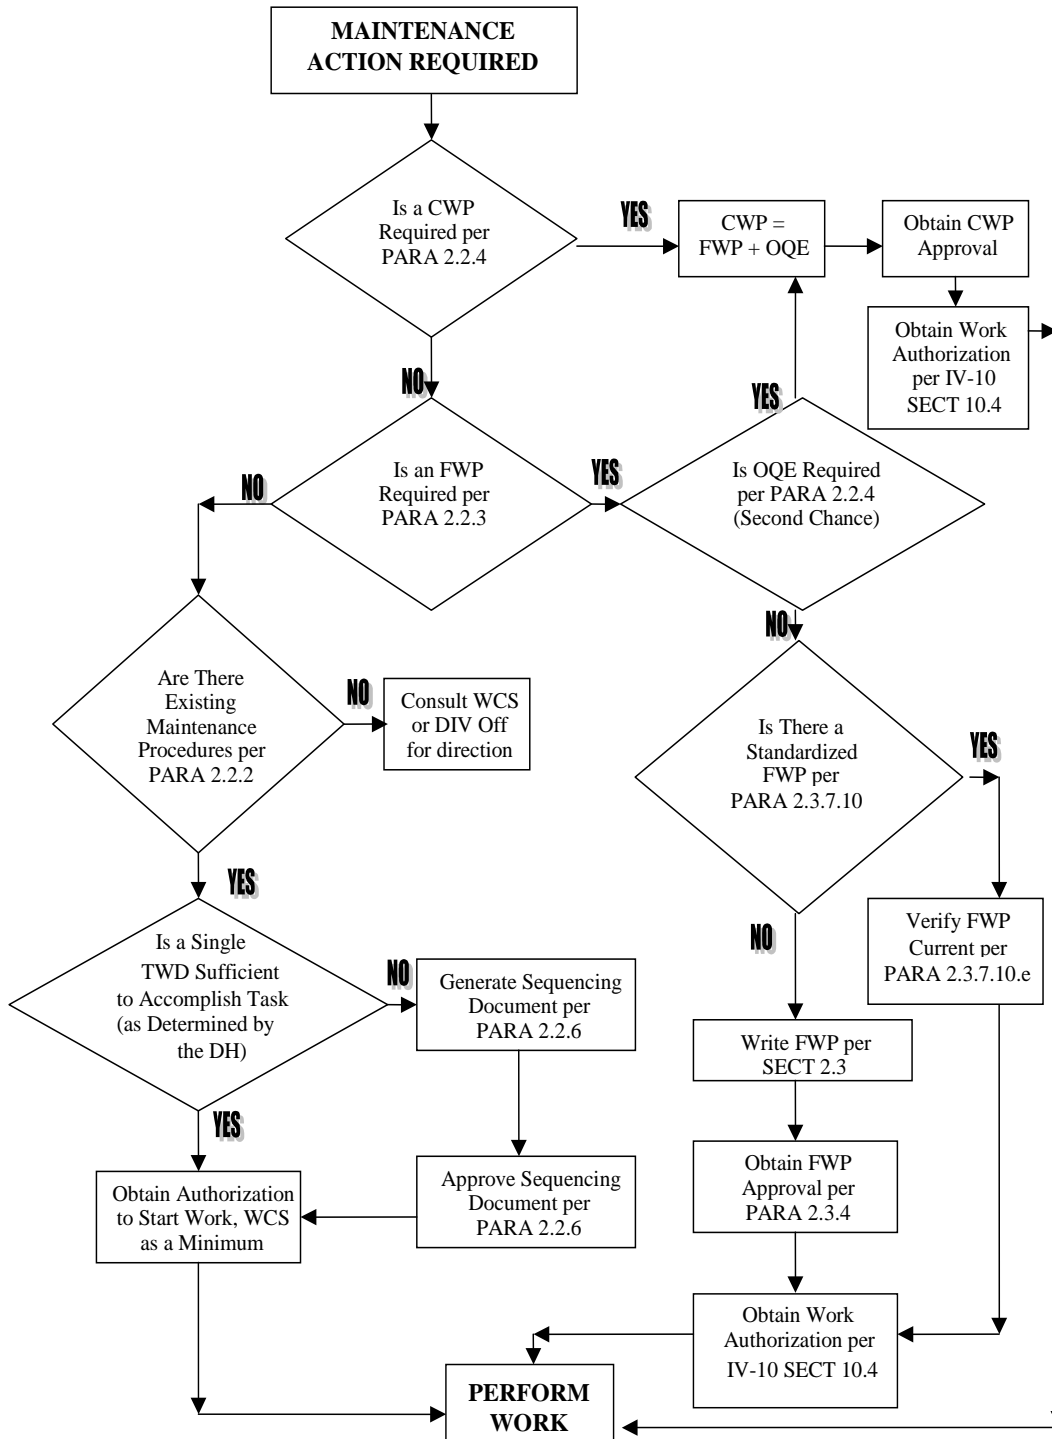 MAINTENANCE
ACTION REQUIRED
Is a CWP
Required per
PARA 2.2.4
YES
CWP =
FWP + OQE
Obtain CWP
Approval
Obtain Work
Authorization
per IV-10
SECT 10.4
NO
Is an FWP
Required per
PARA 2.2.3
YES
YES
Is OQE Required
per PARA 2.2.4
(Second Chance)
NO
NO
Are There
Existing
Maintenance
Procedures per
PARA 2.2.2
NO
Consult WCS
or DIV Off
for direction
Is There a
Standardized
FWP per
PARA 2.3.7.10
YES
Verify FWP
Current per
PARA 2.3.7.10.e
YES
Is a Single
TWD Sufficient
to Accomplish Task
(as Determined by
the DH)
NO
Generate Sequencing
Document per
PARA 2.2.6
NO
Write FWP per
SECT 2.3
YES
Obtain Authorization
to Start Work, WCS
as a Minimum
Approve Sequencing
Document per
PARA 2.2.6
Obtain FWP
Approval per
PARA 2.3.4
Obtain Work
Authorization per
IV-10 SECT 10.4
PERFORM
WORK